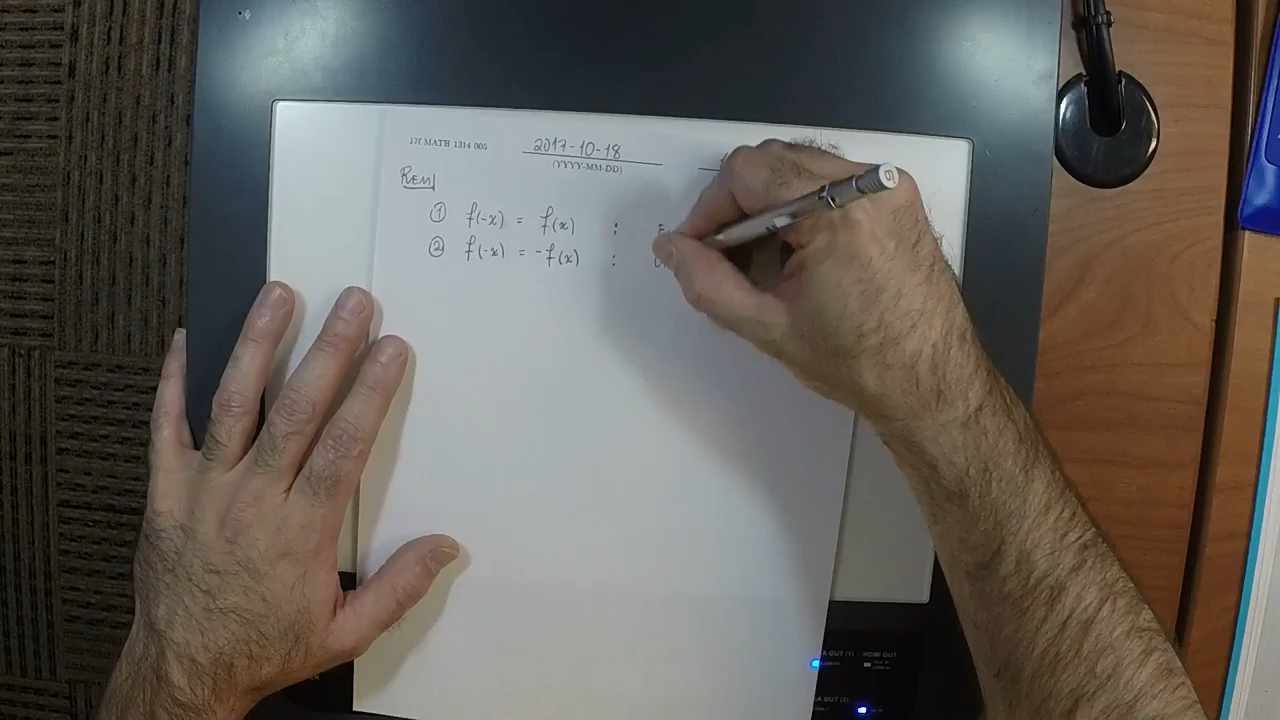 17f MATH 1314 005
2017-10-18
(YYYY-MM-DD)
REM
① f(-x) = f(x) :
② f(-x) = -f(x) :